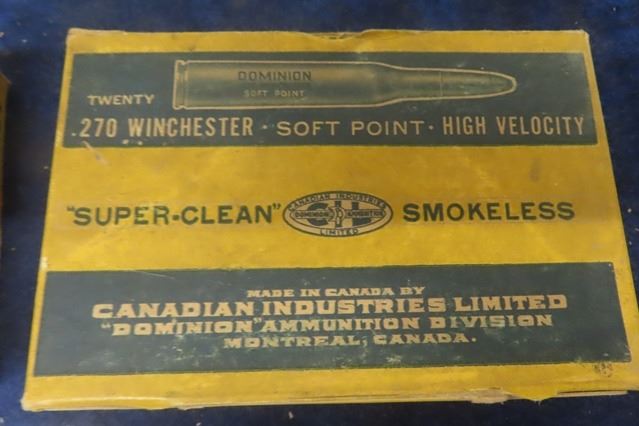 DOMINION
SOFT POINT
TWENTY
.270 WINCHESTER · SOFT POINT · HIGH VELOCITY
"SUPER-CLEAN"
CANADIAN INDUSTRIES
DOMINION AMMUNITION
LIMITED
SMOKELESS
MADE IN CANADA BY
CANADIAN INDUSTRIES LIMITED
"DOMINION" AMMUNITION DIVISION
MONTREAL, CANADA.